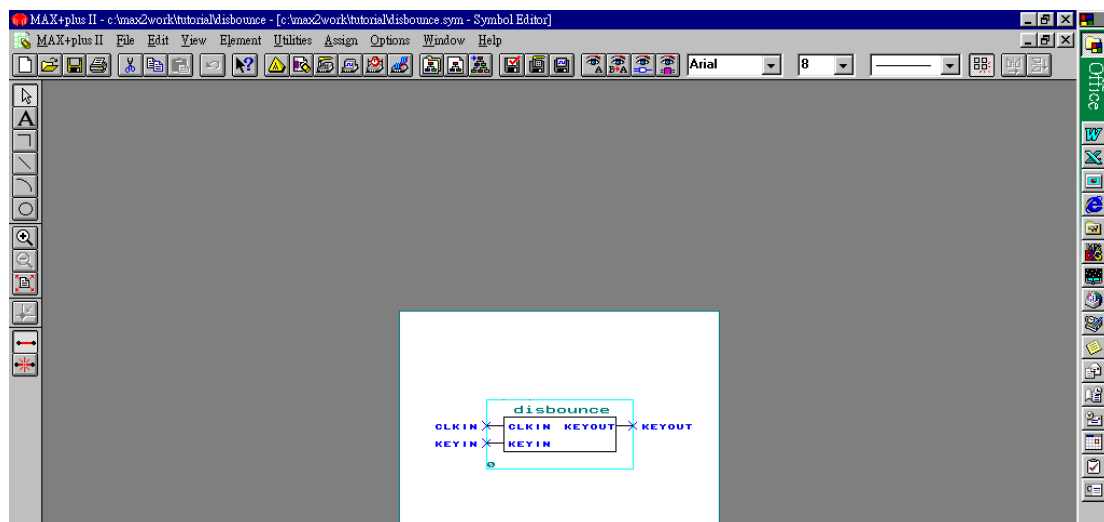 MAX+plus II - c:\max2work\tutorial\disbounce - [c:\max2work\tutorial\disbounce.sym - Symbol Editor]
MAX+plus II File Edit View Element Utilities Assign Options Window Help
Arial 8
Office
disbounce
CLKIN CLKIN KEYOUT KEYOUT
KEYIN KEYIN
0